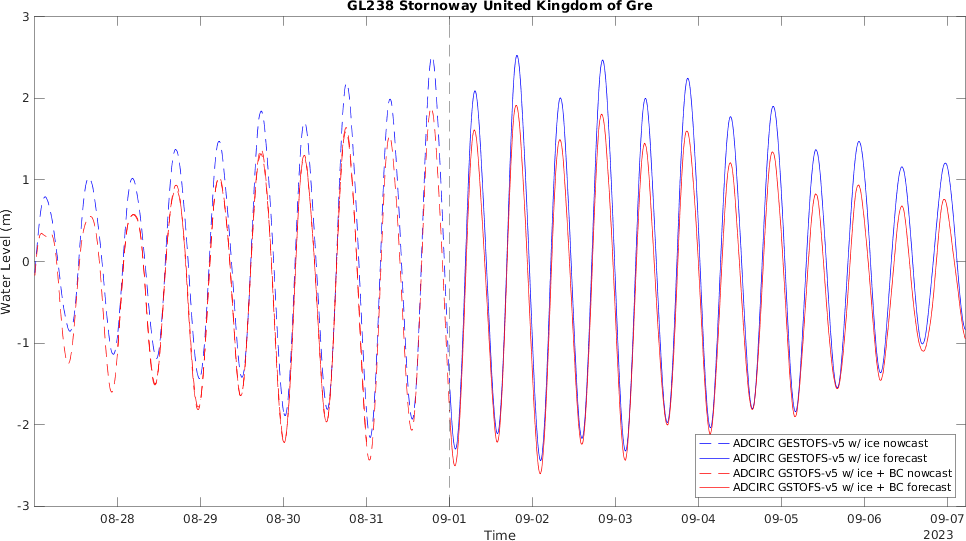 GL238 Stornoway United Kingdom of Gre
3
2
1
0
-1
-2
-3
Water Level (m)
ADCIRC GESTOFS-v5 w/ ice nowcast
ADCIRC GESTOFS-v5 w/ ice forecast
ADCIRC GSTOFS-v5 w/ ice + BC nowcast
ADCIRC GSTOFS-v5 w/ ice + BC forecast
08-28 08-29 08-30 08-31 09-01 09-02 09-03 09-04 09-05 09-06 09-07
Time
2023